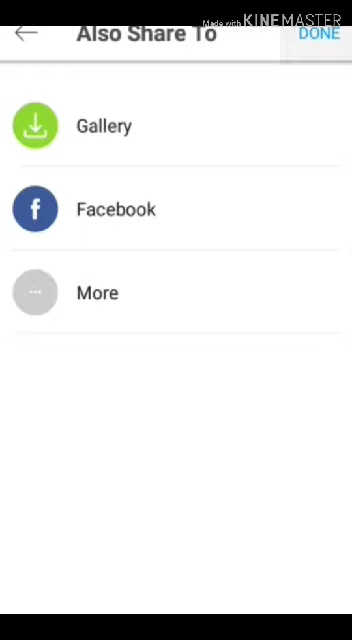 Made with KINEMASTER
Also Share To
DONE
Gallery
f
Facebook
More